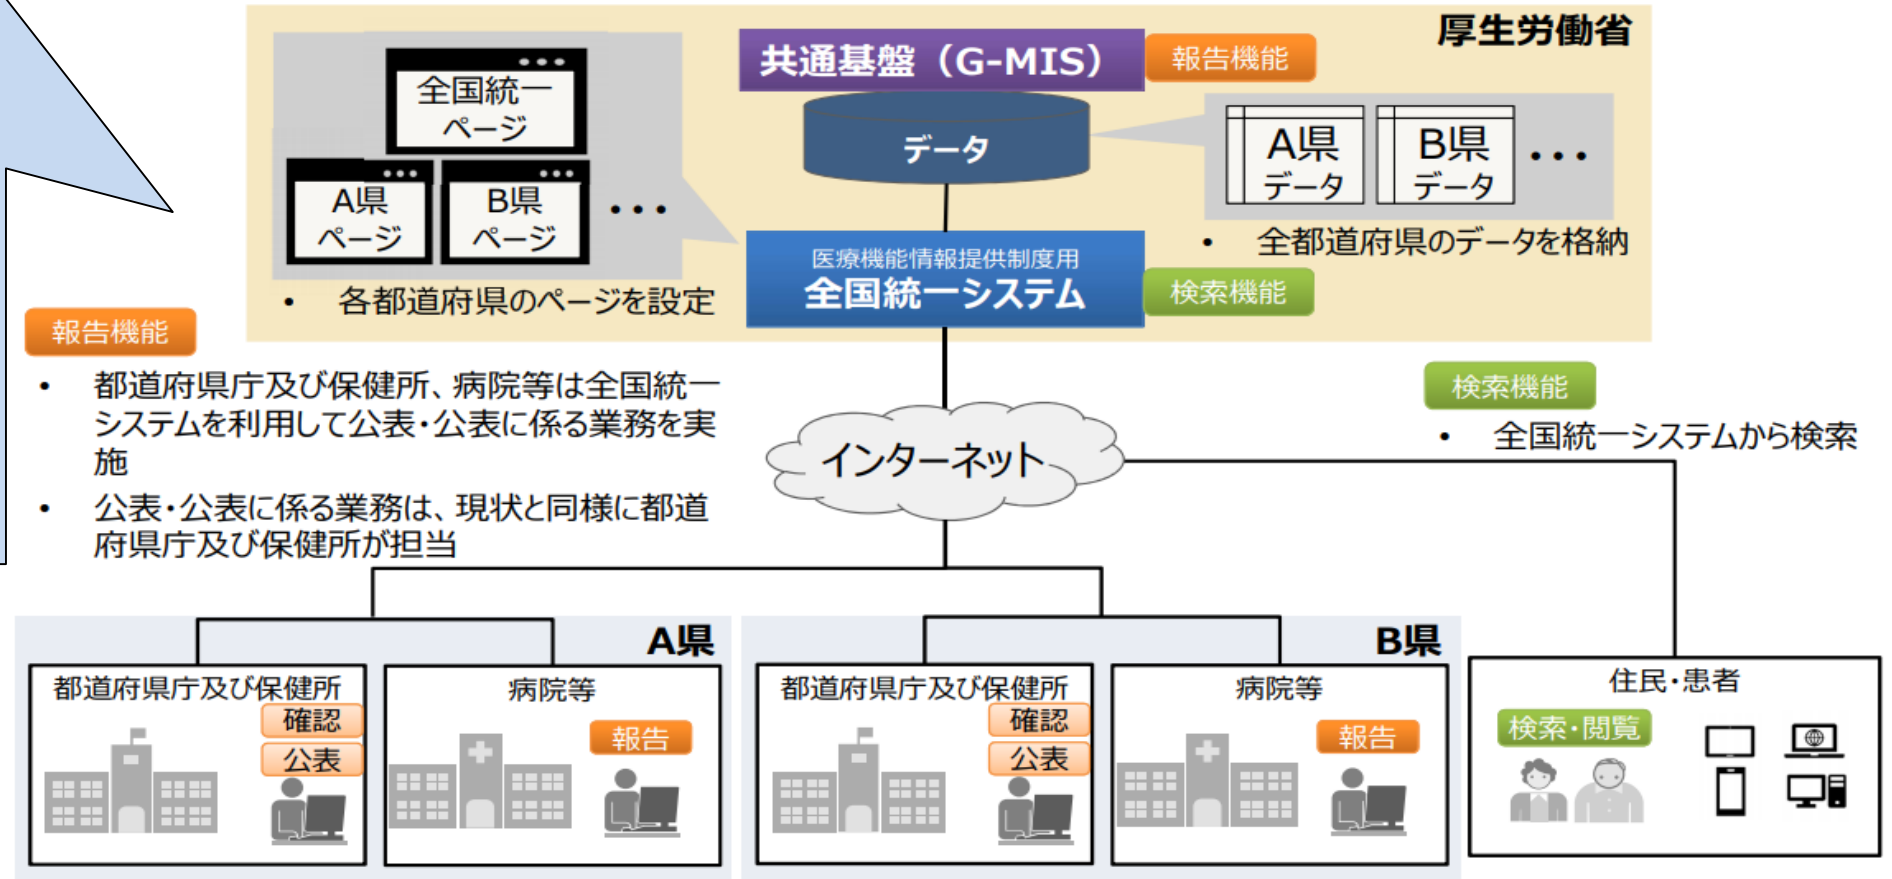 厚生労働省
共通基盤（G-MIS）
報告機能
データ
全国統一
ページ
A県
ページ
B県
ページ
・・・
• 各都道府県のページを設定
A県
データ
B県
データ
・・・
• 全都道府県のデータを格納
医療機能情報提供制度用
全国統一システム
検索機能
報告機能
• 都道府県庁及び保健所、病院等は全国統一
システムを利用して公表・公表に係る業務を実
施
• 公表・公表に係る業務は、現状と同様に都道
府県庁及び保健所が担当
検索機能
• 全国統一システムから検索
インターネット
A県
都道府県庁及び保健所
確認
公表
病院等
報告
B県
都道府県庁及び保健所
確認
公表
病院等
報告
住民・患者
検索・閲覧